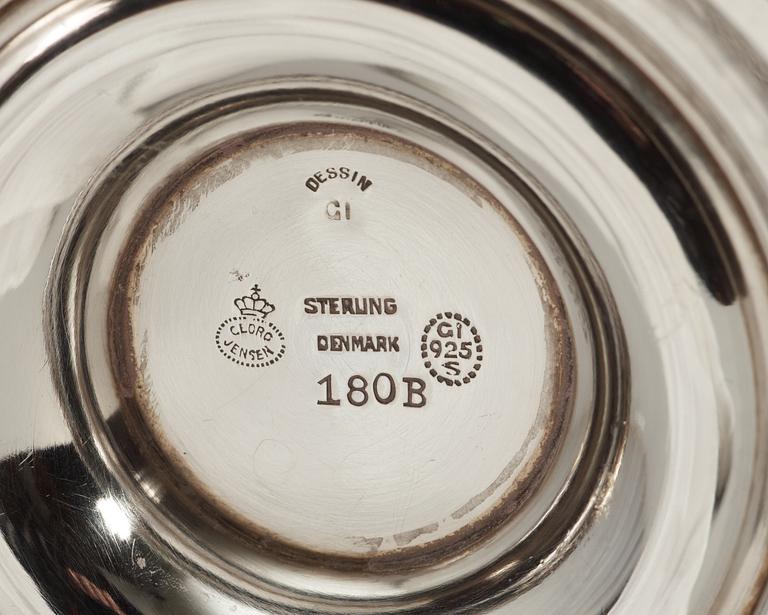 DESSIN
GI
GEORG
JENSEN
STERLING
DENMARK
180B
GI
925
S